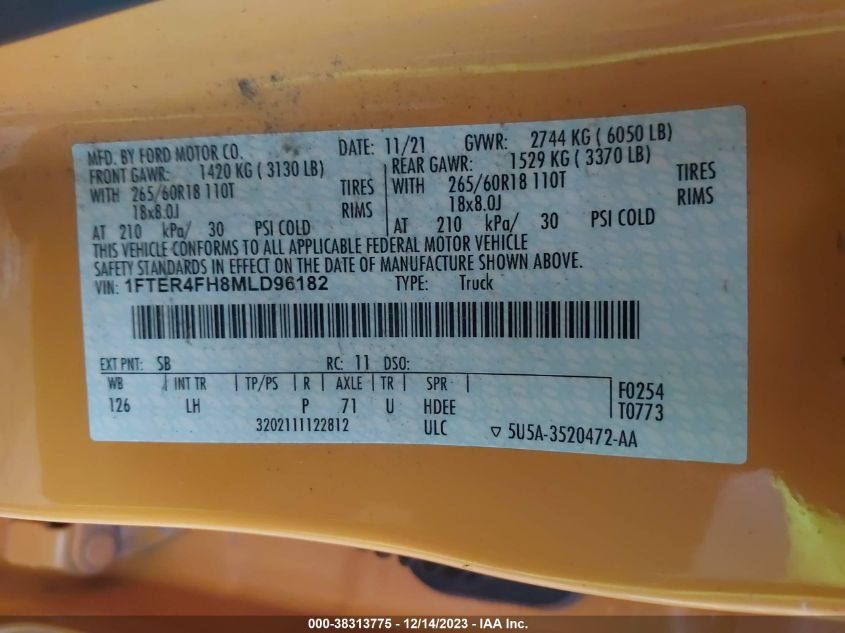 MFD. BY FORD MOTOR CO. DATE: 11/21 GVWR: 2744 KG ( 6050 LB)
FRONT GAWR: 1420 KG ( 3130 LB) REAR GAWR: 1529 KG ( 3370 LB)
WITH 265/60R18 110T TIRES WITH 265/60R18 110T TIRES
18x8.0J RIMS 18x8.0J RIMS
AT 210 kPa/ 30 PSI COLD AT 210 kPa/ 30 PSI COLD
THIS VEHICLE CONFORMS TO ALL APPLICABLE FEDERAL MOTOR VEHICLE
SAFETY STANDARDS IN EFFECT ON THE DATE OF MANUFACTURE SHOWN ABOVE.
VIN: 1FTER4FH8MLD96182 TYPE: Truck
EXT PNT: SB RC: 11 DSO:
WB INT TR TP/PS R AXLE TR SPR F0254
126 LH P 71 U HDEE T0773
3202111122812 ULC ▽ 5U5A-3520472-AA
000-38313775 - 12/14/2023 - IAA Inc.